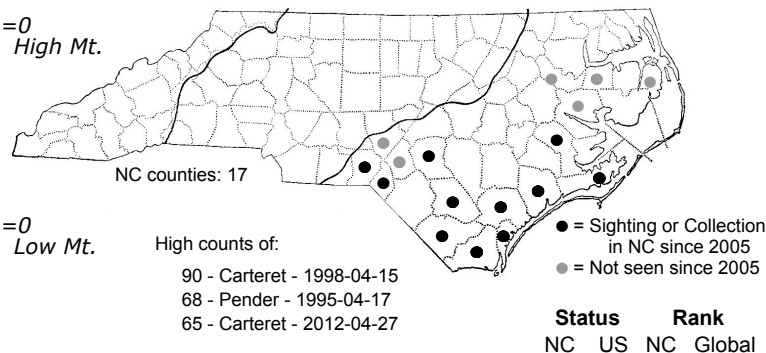 =0
High Mt.
NC counties: 17
=0
Low Mt.
High counts of:
90 - Carteret - 1998-04-15
68 - Pender - 1995-04-17
65 - Carteret - 2012-04-27
● = Sighting or Collection
in NC since 2005
● = Not seen since 2005
Status Rank
NC US NC Global